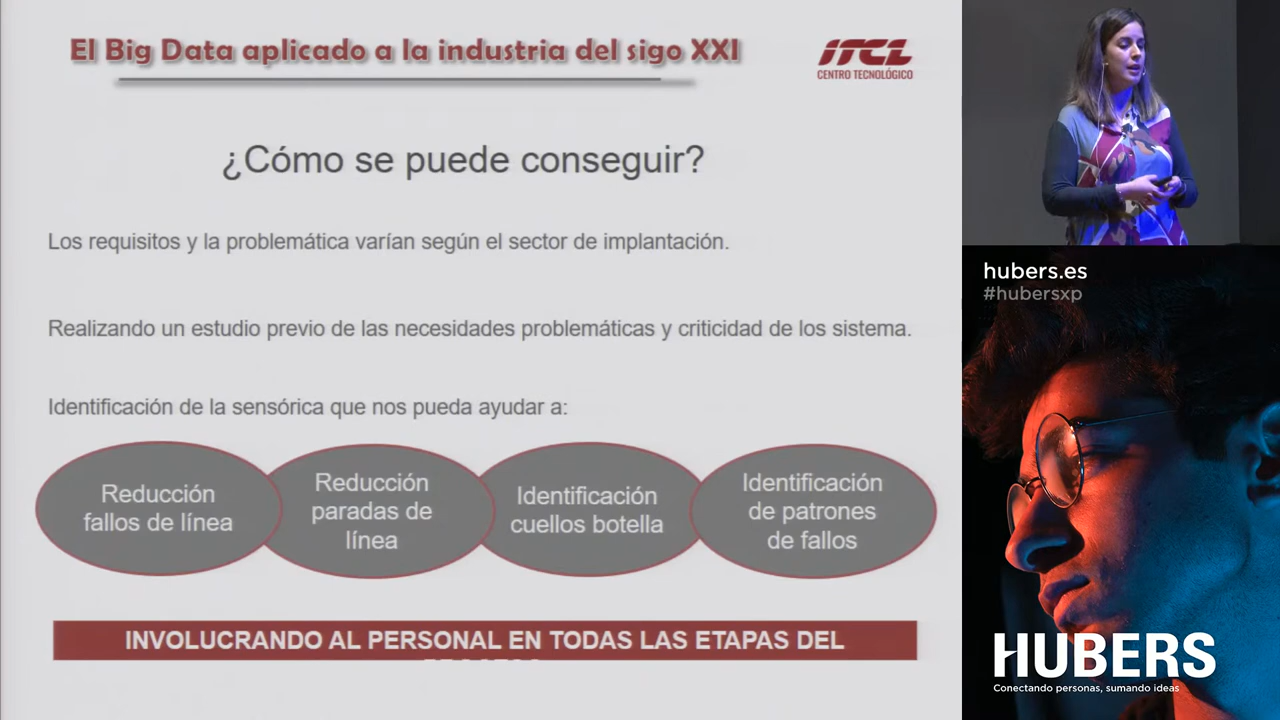 El Big Data aplicado a la industria del sigo XXI
ITCL
CENTRO TECNOLÓGICO
¿Cómo se puede conseguir?
Los requisitos y la problemática varían según el sector de implantación.
Realizando un estudio previo de las necesidades problemáticas y criticidad de los sistema.
Identificación de la sensórica que nos pueda ayudar a:
Reducción
fallos de línea
Reducción
paradas de
línea
Identificación
cuellos botella
Identificación
de patrones
de fallos
INVOLUCRANDO AL PERSONAL EN TODAS LAS ETAPAS DEL
hubers.es
#hubersxp
HUBERS
Conectando personas, sumando ideas